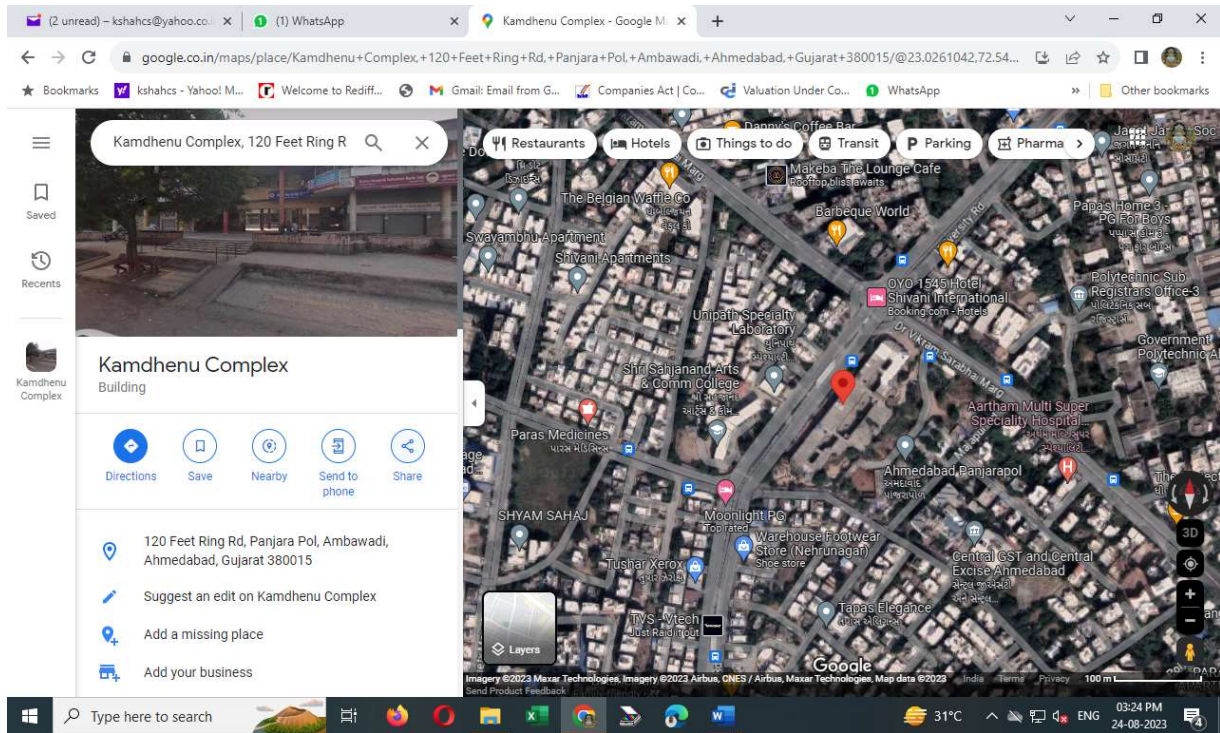 (2 unread) – kshahcs@yahoo.co.i
(1) WhatsApp
Kamdhenu Complex - Google M
google.co.in/maps/place/Kamdhenu+Complex,+120+Feet+Ring+Rd,+Panjara+Pol,+Ambawadi,+Ahmedabad,+Gujarat+380015/@23.0261042,72.54...
Bookmarks
kshahcs - Yahoo! M...
Welcome to Rediff...
Gmail: Email from G...
Companies Act | Co...
Valuation Under Co...
WhatsApp
»
Other bookmarks
Kamdhenu Complex, 120 Feet Ring R
Saved
Recents
Kamdhenu
Complex
Kamdhenu Complex
Building
Directions
Save
Nearby
Send to
phone
Share
120 Feet Ring Rd, Panjara Pol, Ambawadi,
Ahmedabad, Gujarat 380015
Suggest an edit on Kamdhenu Complex
Add a missing place
Add your business
Restaurants
Hotels
Things to do
Transit
P Parking
Pharma
Danny's Coffee Bar
Makeba The Lounge Cafe
Rooftop,bliss awaits
The Belgian Waffle Co
Barbeque World
Papa's Home 3 -
PG For Boys
Swayambhu Apartment
Shivani Apartments
OYO 1545 Hotel
Shivani International
Booking.com - Hotels
Polytechnic Sub
Registrars Office-3
Unipath Specialty
Laboratory
Dr Vikram Sarabhai Marg
Government
Polytechnic A
Shri Sahjanand Arts
& Comm College
Aartham Multi Super
Speciality Hospital...
Paras Medicines
પારસ મેડિસિન્સ
Ahmedabad Panjarapol
અમદાવાદ
પાંજરાપોળ
SHYAM SAHAJ
Moonlight PG
Top rated
Warehouse Footwear
Store (Nehrunagar)
Shoe store
Tushar Xerox
Central GST and Central
Excise Ahmedabad
TVS - Vtech
Just Raid it out
Tapas Elegance
3D
Layers
Google
Imagery ©2023 Maxar Technologies, Imagery ©2023 Airbus, CNES / Airbus, Maxar Technologies, Map data ©2023
India
Terms
Privacy
100 m
Send Product Feedback
Type here to search
31°C
ENG
03:24 PM
24-08-2023
4